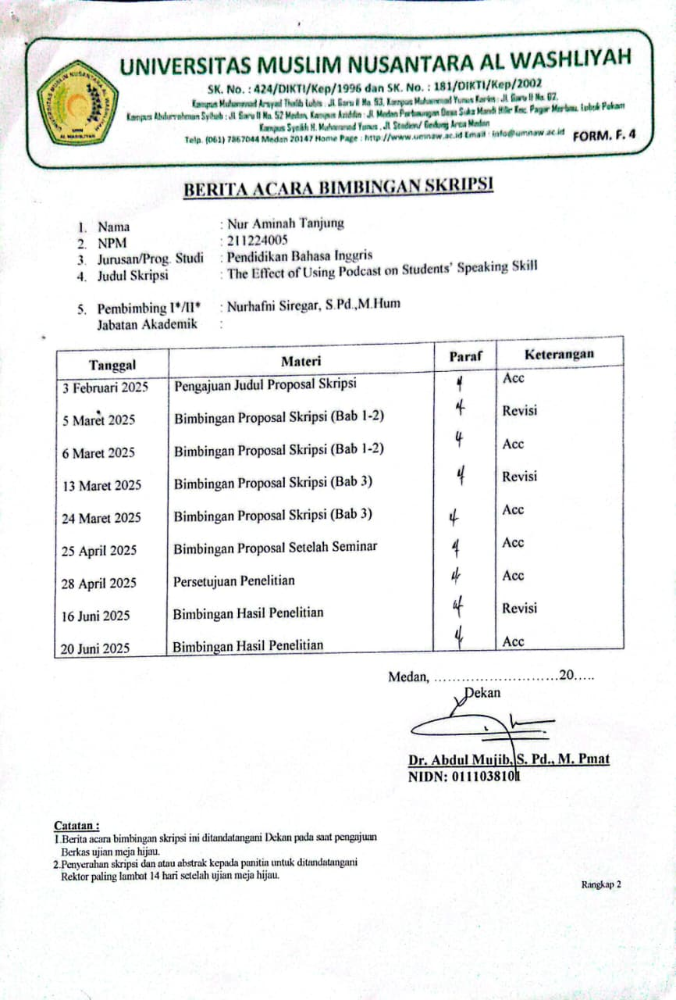 UNIVERSITAS MUSLIM NUSANTARA AL WASHLIYAH
SK. No. : 424/DIKTI/Kep/1996 dan SK. No. : 181/DIKTI/Kep/2002
Kampus Muhammad Arsyad Thalib Lubis : Jl. Garu II No. 93, Kampus Muhammad Yunus Karim : Jl. Garu II No. 02,
Kampus Abdurrahman Syihab : Jl. Garu II No. 52 Medan, Kampus Aziddin : Jl. Medan Perbaungan Desa Suka Mandi Hilir Kec. Pagar Merbau, Lubuk Pakam
Kampus Syeikh H. Muhammad Yunus , Jl. Stadion/ Gedung Arca Medan
Telp. (061) 7867044 Medan 20147 Home Page : http://www.umnaw.ac.id Email : info@umnaw.ac.id FORM. F. 4
UNIVERSITAS MUSLIM NUSANTARA AL WASHLIYAH
UMN
AL WASHLIYAH
BERITA ACARA BIMBINGAN SKRIPSI
1. Nama : Nur Aminah Tanjung
2. NPM : 211224005
3. Jurusan/Prog. Studi : Pendidikan Bahasa Inggris
4. Judul Skripsi : The Effect of Using Podcast on Students’ Speaking Skill
5. Pembimbing I*/II* : Nurhafni Siregar, S.Pd.,M.Hum
Jabatan Akademik :
Tanggal Materi Paraf Keterangan
3 Februari 2025 Pengajuan Judul Proposal Skripsi Acc
5 Maret 2025 Bimbingan Proposal Skripsi (Bab 1-2) Revisi
6 Maret 2025 Bimbingan Proposal Skripsi (Bab 1-2) Acc
13 Maret 2025 Bimbingan Proposal Skripsi (Bab 3) Revisi
24 Maret 2025 Bimbingan Proposal Skripsi (Bab 3) Acc
25 April 2025 Bimbingan Proposal Setelah Seminar Acc
28 April 2025 Persetujuan Penelitian Acc
16 Juni 2025 Bimbingan Hasil Penelitian Revisi
20 Juni 2025 Bimbingan Hasil Penelitian Acc
Medan, ...........................20.....
Dekan
Dr. Abdul Mujib, S. Pd., M. Pmat
NIDN: 0111038101
Catatan :
1.Berita acara bimbingan skripsi ini ditandatangani Dekan pada saat pengajuan
Berkas ujian meja hijau.
2.Penyerahan skripsi dan atau abstrak kepada panitia untuk ditandatangani
Rektor paling lambat 14 hari setelah ujian meja hijau.
Rangkap 2